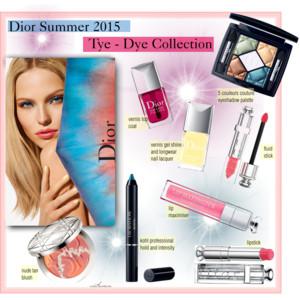 Dior Summer 2015
Tye - Dye Collection
5 couleurs couture
eyeshadow palette
vernis top
coat
Dior
vernis gel shine
and longwear
nail lacquer
fluid
stick
lip
maximiser
kohl professional
hold and intensity
nude tan
blush
lipstick